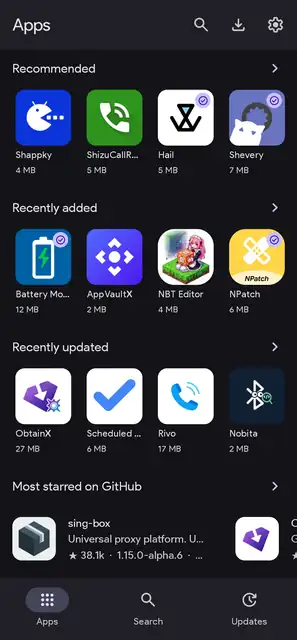 Apps
Recommended
Shappky
ShizuCallR...
Hail
Shevery
4 MB
5 MB
5 MB
7 MB
Recently added
NPatch
Battery Mo...
AppVaultX
NBT Editor
NPatch
12 MB
2 MB
4 MB
6 MB
Recently updated
ObtainX
Scheduled ...
Rivo
Nobita
27 MB
6 MB
17 MB
2 MB
Most starred on GitHub
sing-box
Universal proxy platform. U...
★ 38.1k · 1.15.0-alpha.6 · ...
Apps
Search
Updates